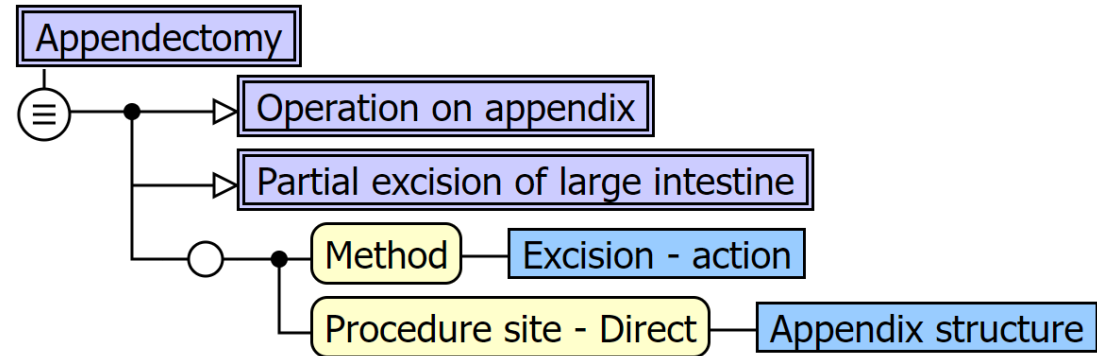 Appendectomy
Operation on appendix
Partial excision of large intestine
Method Excision - action
Procedure site - Direct Appendix structure